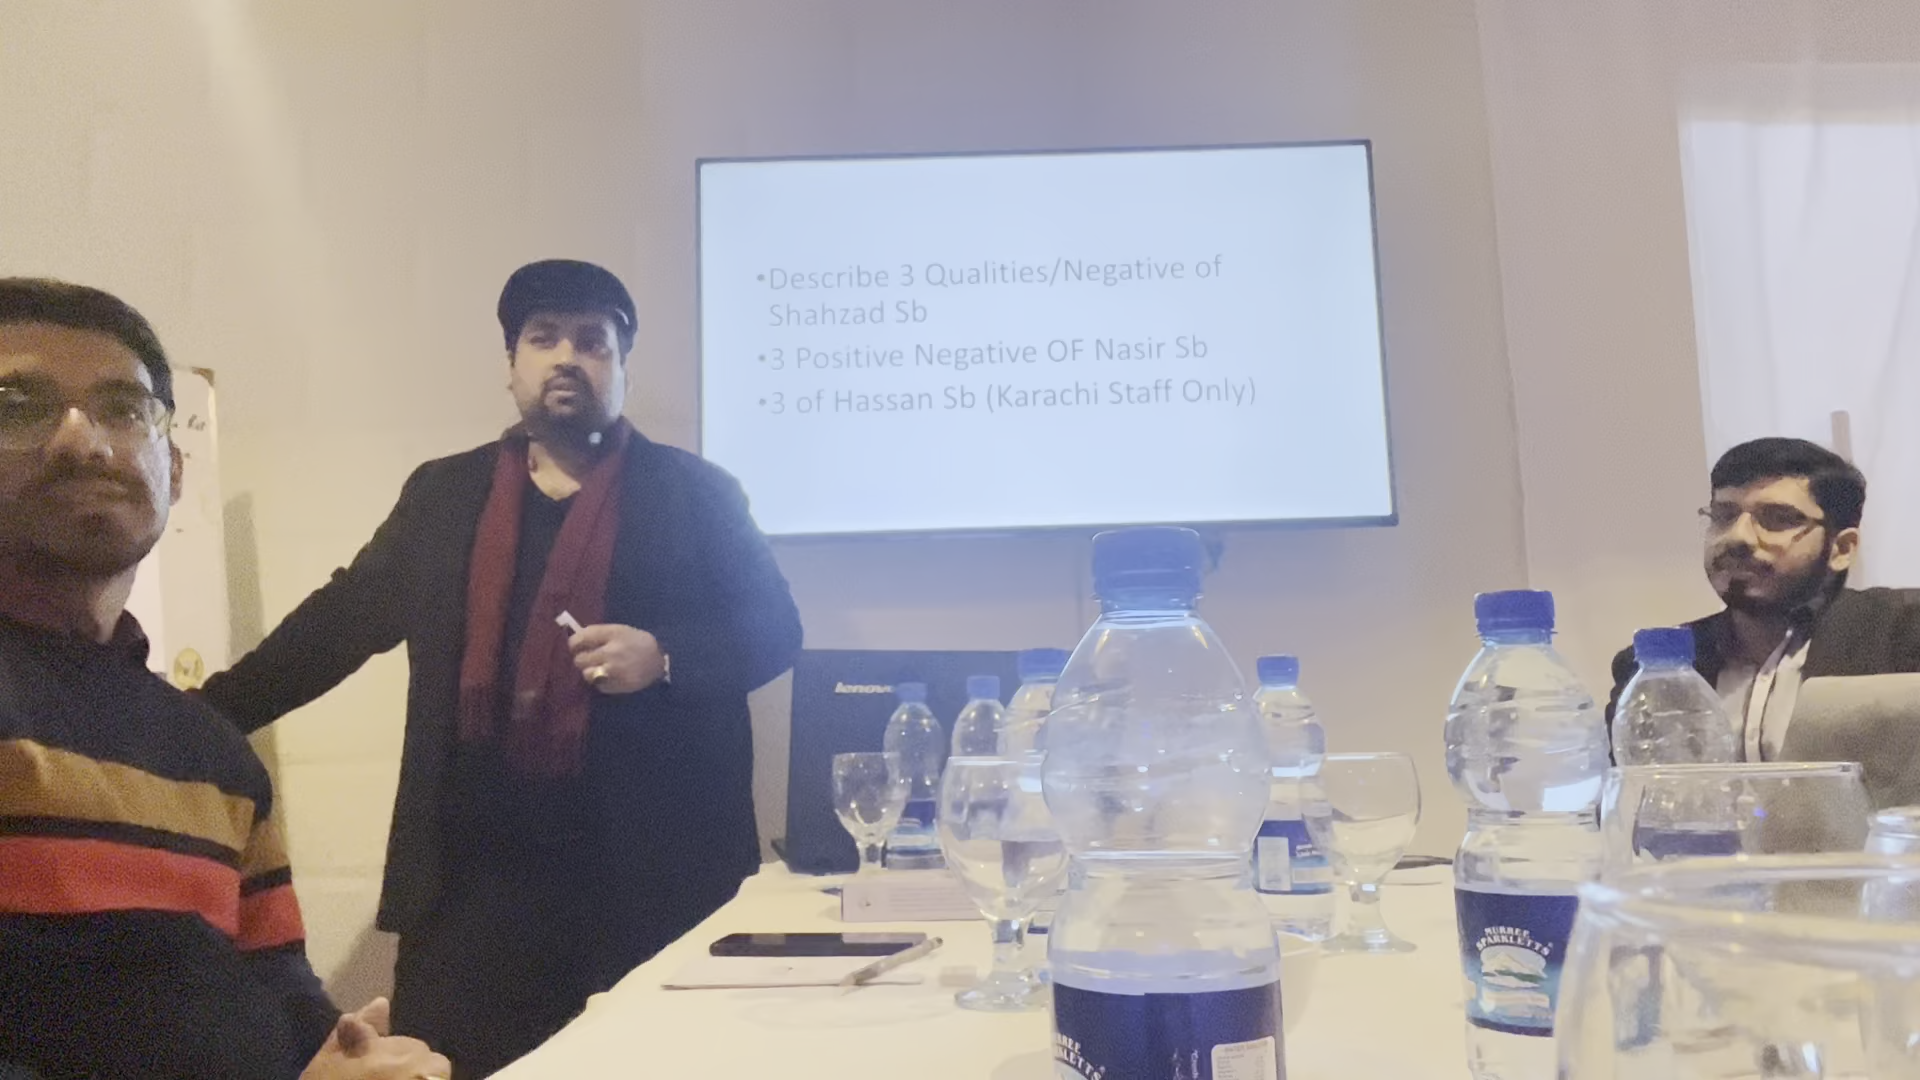 •Describe 3 Qualities/Negative of
Shahzad Sb
•3 Positive Negative OF Nasir Sb
•3 of Hassan Sb (Karachi Staff Only)
lenovo
MURREE
SPARKLETTS